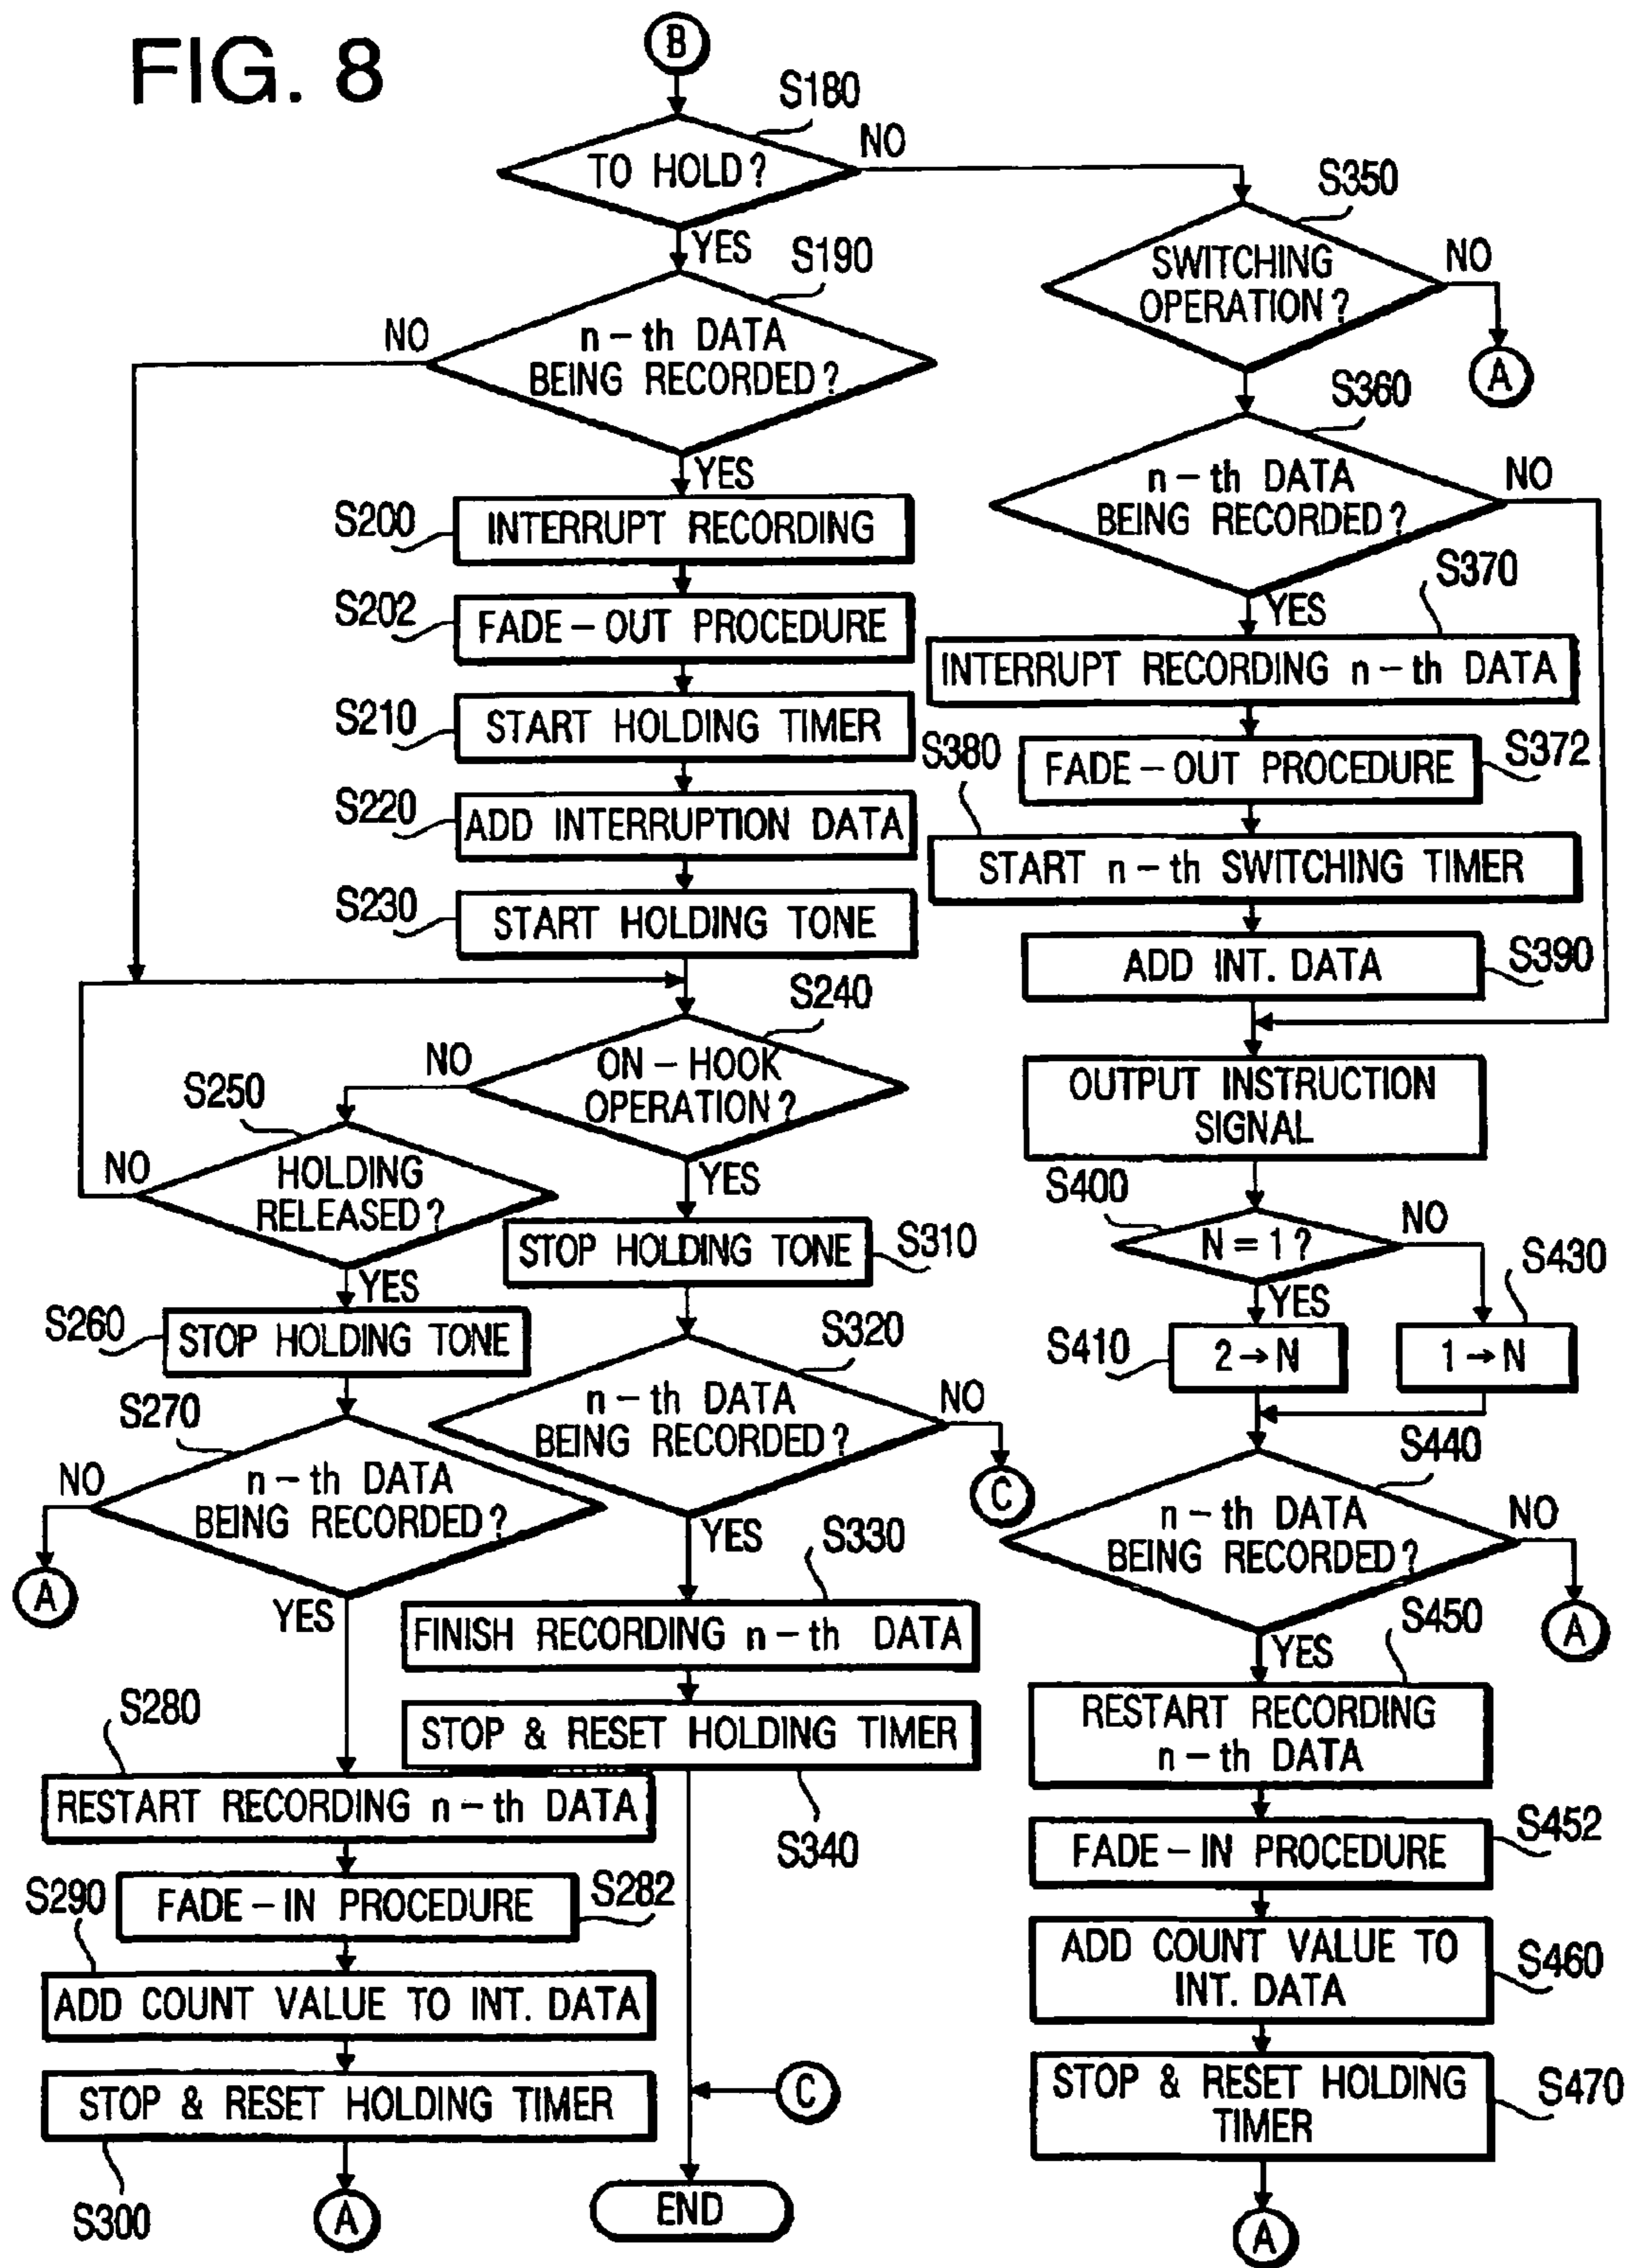 FIG. 8
B
S180
TO HOLD?
NO
YES
S190
n-th DATA
BEING RECORDED?
NO
YES
S200
INTERRUPT RECORDING
S202
FADE-OUT PROCEDURE
S210
START HOLDING TIMER
S220
ADD INTERRUPTION DATA
S230
START HOLDING TONE
S240
ON-HOOK
OPERATION?
NO
YES
S250
HOLDING
RELEASED?
NO
YES
S260
STOP HOLDING TONE
S270
n-th DATA
BEING RECORDED?
NO
A
YES
S280
RESTART RECORDING n-th DATA
S282
FADE-IN PROCEDURE
S290
ADD COUNT VALUE TO INT. DATA
STOP & RESET HOLDING TIMER
S300
A
STOP HOLDING TONE
S310
S320
n-th DATA
BEING RECORDED?
NO
C
YES
S330
FINISH RECORDING n-th DATA
STOP & RESET HOLDING TIMER
S340
C
END
S350
SWITCHING
OPERATION?
NO
A
S360
n-th DATA
BEING RECORDED?
NO
YES
S370
INTERRUPT RECORDING n-th DATA
S372
FADE-OUT PROCEDURE
S380
START n-th SWITCHING TIMER
ADD INT. DATA
S390
OUTPUT INSTRUCTION
SIGNAL
S400
N=1?
NO
YES
S410
2→N
S430
1→N
S440
n-th DATA
BEING RECORDED?
NO
A
YES
S450
RESTART RECORDING
n-th DATA
S452
FADE-IN PROCEDURE
ADD COUNT VALUE TO
INT. DATA
S460
STOP & RESET HOLDING
TIMER
S470
A